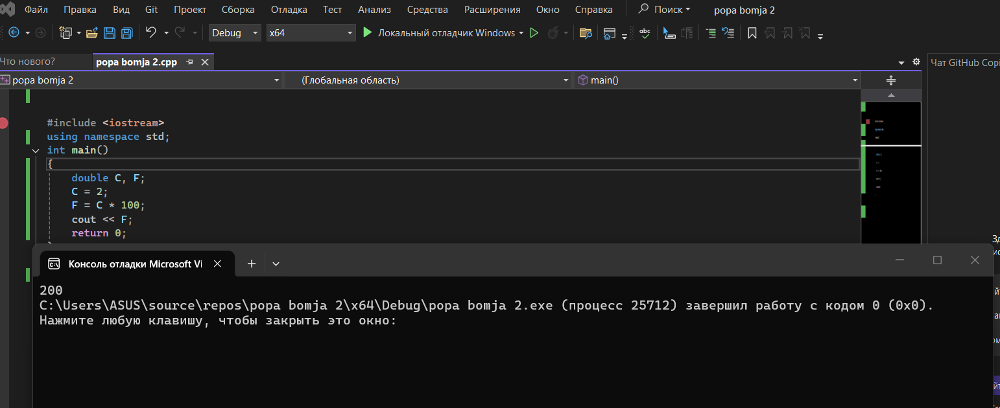 Файл Правка Вид Git Проект Сборка Отладка Тест Анализ Средства Расширения Окно Справка Поиск popa bomja 2
Debug x64 Локальный отладчик Windows abc
Что нового? popa bomja 2.cpp Чат GitHub
popa bomja 2 (Глобальная область) main()
#include <iostream>
using namespace std;
int main()
{
double C, F;
C = 2;
F = C * 100;
cout << F;
return 0;
Консоль отладки Microsoft
200
C:\Users\ASUS\source\repos\popa bomja 2\x64\Debug\popa bomja 2.exe (процесс 25712) завершил работу с кодом 0 (0x0).
Нажмите любую клавишу, чтобы закрыть это окно: